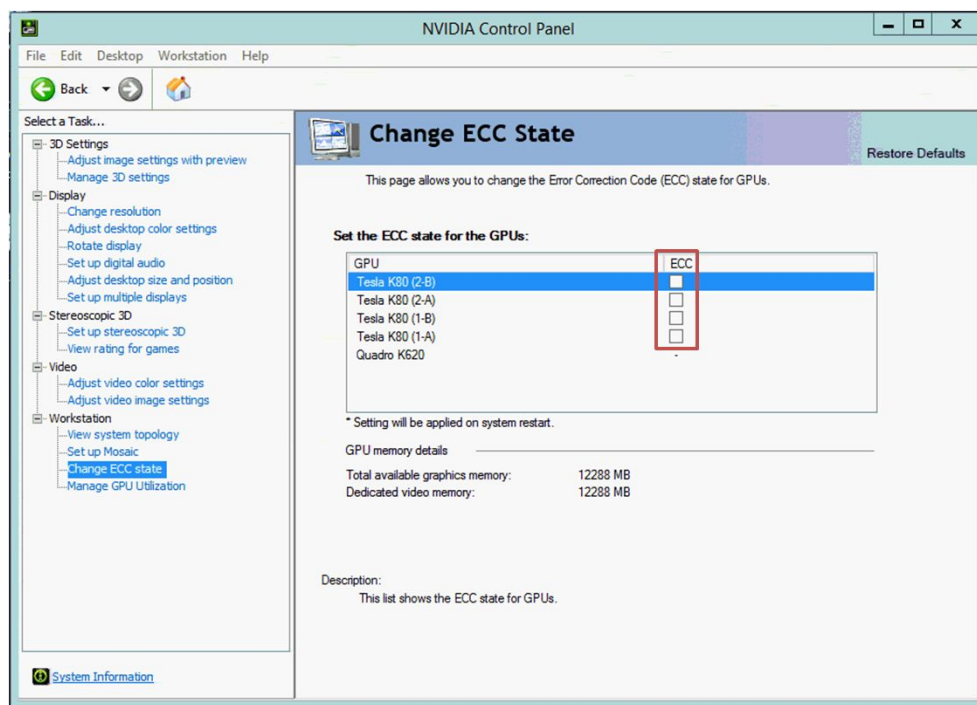 NVIDIA Control Panel
File Edit Desktop Workstation Help
Back
Select a Task...
3D Settings
Adjust image settings with preview
Manage 3D settings
Display
Change resolution
Adjust desktop color settings
Rotate display
Set up digital audio
Adjust desktop size and position
Set up multiple displays
Stereoscopic 3D
Set up stereoscopic 3D
View rating for games
Video
Adjust video color settings
Adjust video image settings
Workstation
View system topology
Set up Mosaic
Change ECC state
Manage GPU Utilization
System Information
Change ECC State
Restore Defaults
This page allows you to change the Error Correction Code (ECC) state for GPUs.
Set the ECC state for the GPUs:
GPU ECC
Tesla K80 (2-B)
Tesla K80 (2-A)
Tesla K80 (1-B)
Tesla K80 (1-A)
Quadro K620 -
* Setting will be applied on system restart.
GPU memory details
Total available graphics memory: 12288 MB
Dedicated video memory: 12288 MB
Description:
This list shows the ECC state for GPUs.